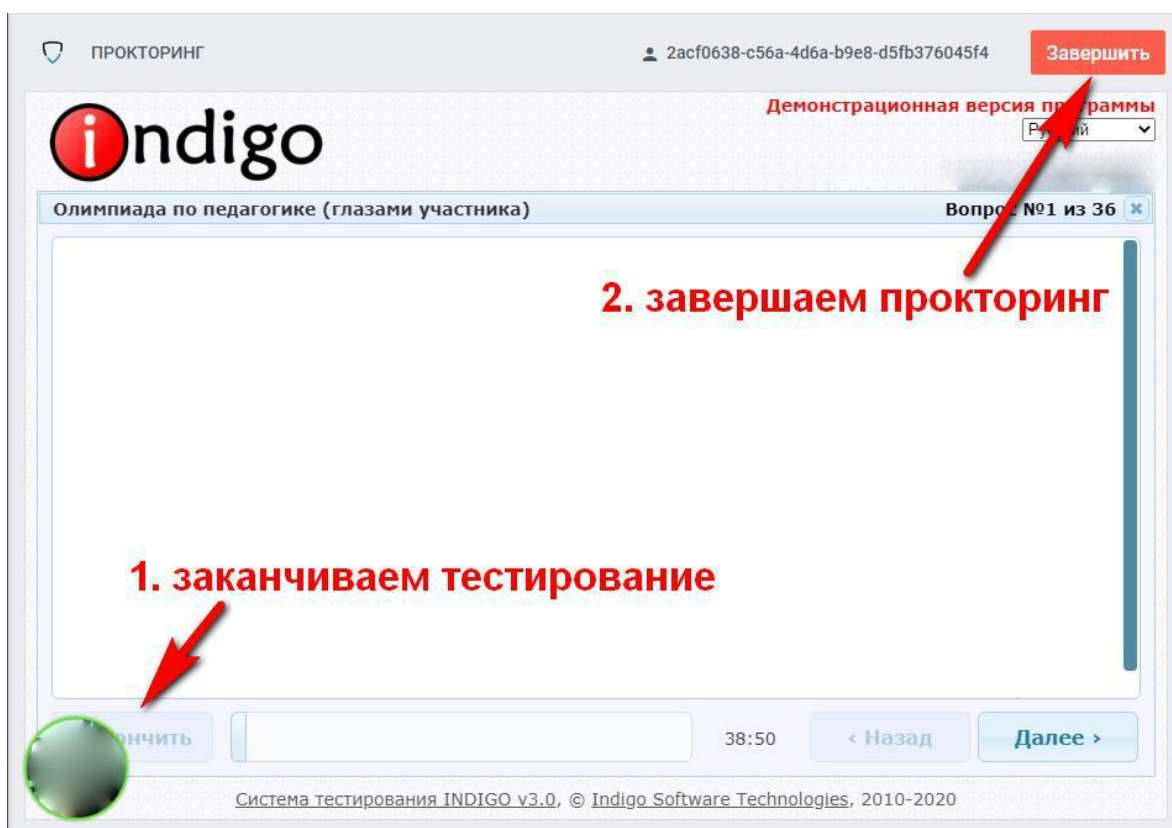 ПРОКТОРИНГ 2acf0638-c56a-4d6a-b9e8-d5fb376045f4 Завершить
indigo
Демонстрационная версия программы
Олимпиада по педагогике (глазами участника) Вопрос №1 из 36
2. завершаем прокторинг
1. заканчиваем тестирование
38:50 ‹ Назад Далее ›
Система тестирования INDIGO v3.0, © Indigo Software Technologies, 2010-2020